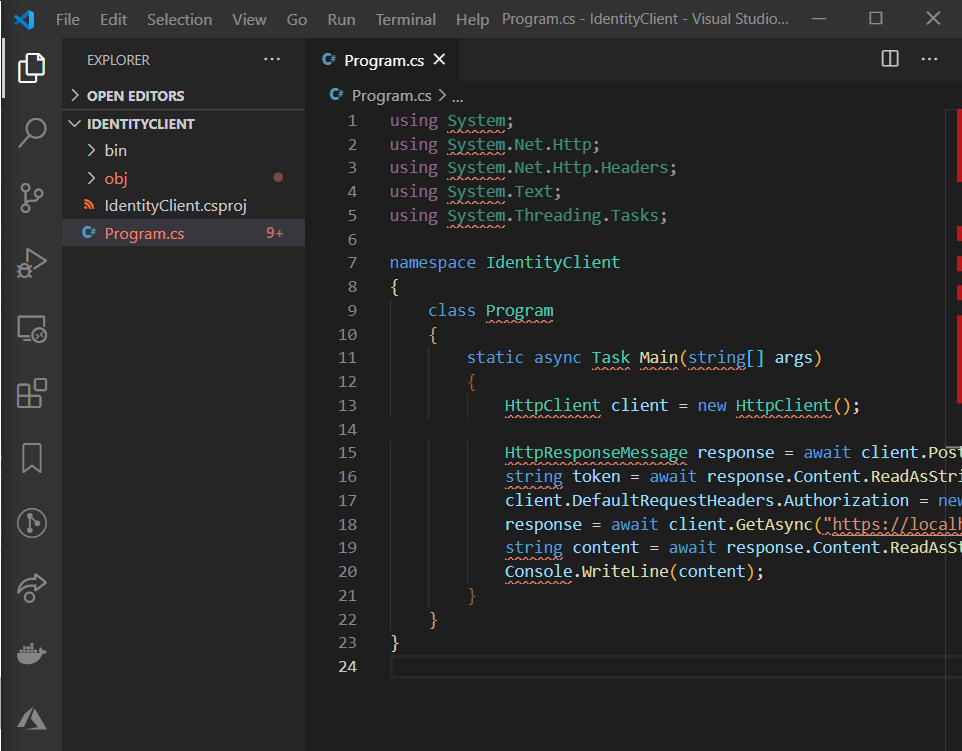 File Edit Selection View Go Run Terminal Help Program.cs - IdentityClient - Visual Studio...
EXPLORER ...
OPEN EDITORS
IDENTITYCLIENT
bin
obj
IdentityClient.csproj
C# Program.cs 9+
C# Program.cs ...
C# Program.cs > ...
1 using System;
2 using System.Net.Http;
3 using System.Net.Http.Headers;
4 using System.Text;
5 using System.Threading.Tasks;
6
7 namespace IdentityClient
8 {
9 class Program
10 {
11 static async Task Main(string[] args)
12 {
13 HttpClient client = new HttpClient();
14
15 HttpResponseMessage response = await client.Post
16 string token = await response.Content.ReadAsStri
17 client.DefaultRequestHeaders.Authorization = new
18 response = await client.GetAsync("https://localh
19 string content = await response.Content.ReadAsSt
20 Console.WriteLine(content);
21 }
22 }
23 }
24